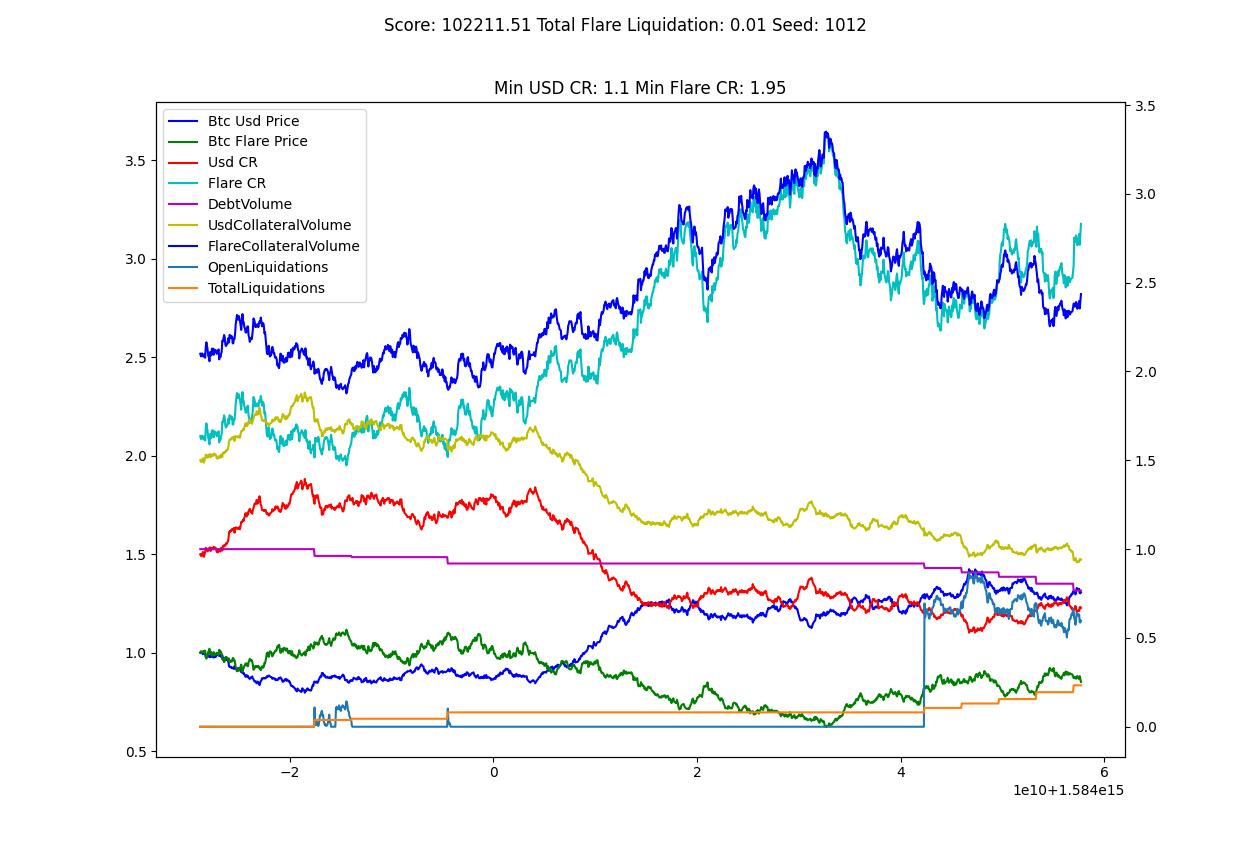 Score: 102211.51 Total Flare Liquidation: 0.01 Seed: 1012
Min USD CR: 1.1 Min Flare CR: 1.95
Btc Usd Price
Btc Flare Price
Usd CR
Flare CR
DebtVolume
UsdCollateralVolume
FlareCollateralVolume
OpenLiquidations
TotalLiquidations
3.5
3.0
2.5
2.0
1.5
1.0
0.5
3.5
3.0
2.5
2.0
1.5
1.0
0.5
0.0
−2 0 2 4 6
1e10+1.584e15